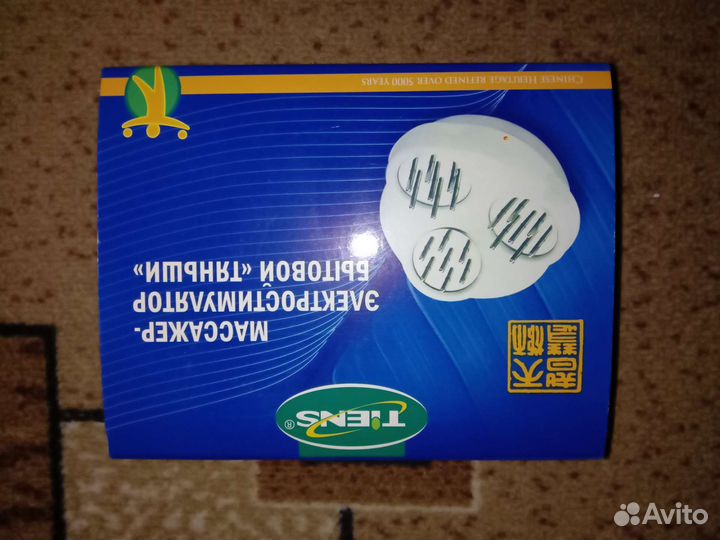 TIENS®
МАССАЖЕР-
ЭЛЕКТРОСТИМУЛЯТОР
БЫТОВОЙ «ТЯНЬШИ»
CHINESE HERITAGE REFINED OVER 5000 YEARS
Avito